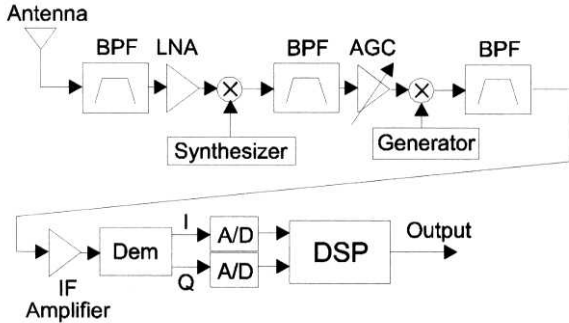 Antenna
BPF LNA BPF AGC BPF
Synthesizer
Generator
I
A/D
Output
Dem
DSP
Q
A/D
IF
Amplifier